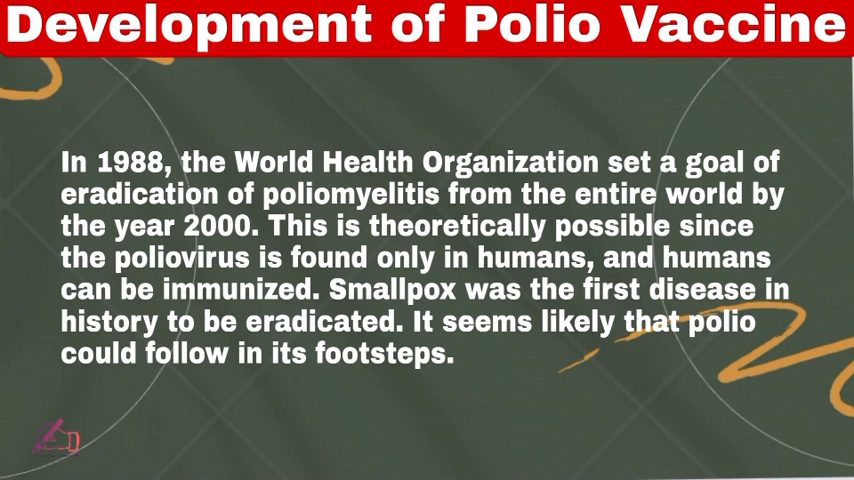 Development of Polio Vaccine
In 1988, the World Health Organization set a goal of
eradication of poliomyelitis from the entire world by
the year 2000. This is theoretically possible since
the poliovirus is found only in humans, and humans
can be immunized. Smallpox was the first disease in
history to be eradicated. It seems likely that polio
could follow in its footsteps.